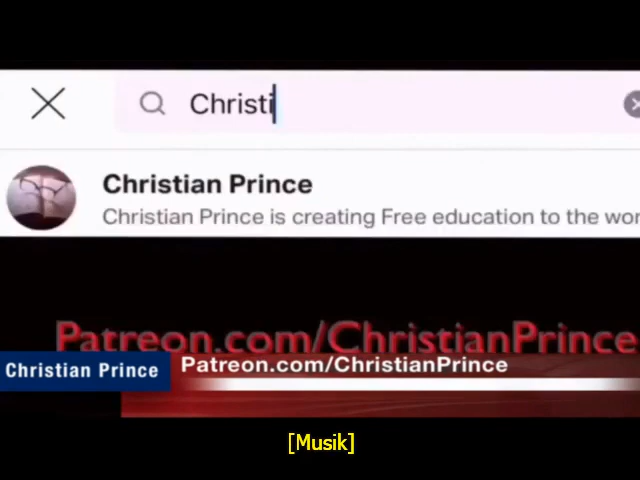 Christi
Christian Prince
Christian Prince is creating Free education to the wor
Patreon.com/ChristianPrince
Christian Prince
Patreon.com/ChristianPrince
[Musik]